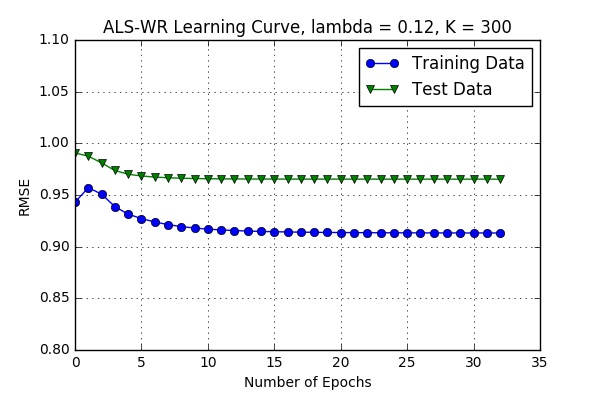 ALS-WR Learning Curve, lambda = 0.12, K = 300
1.10
1.05
1.00
0.95
0.90
0.85
0.80
RMSE
Training Data
Test Data
0 5 10 15 20 25 30 35
Number of Epochs